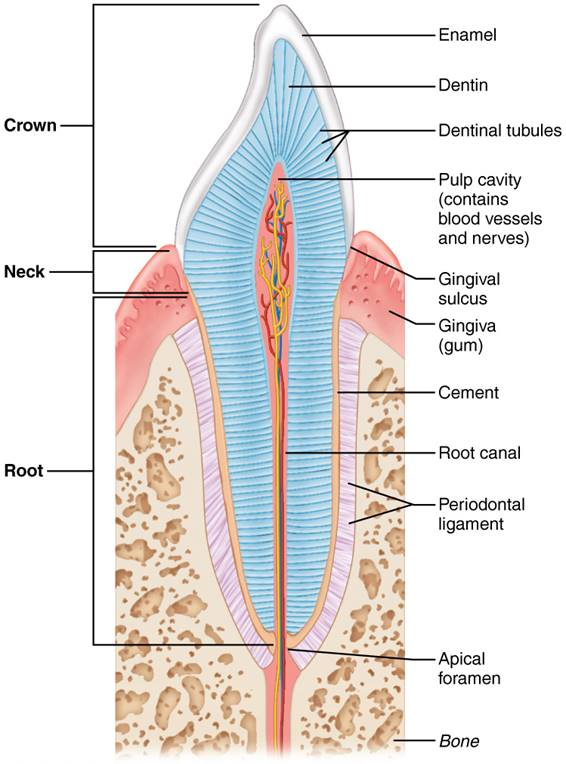 Enamel
Dentin
Crown
Dentinal tubules
Pulp cavity
(contains
blood vessels
and nerves)
Neck
Gingival
sulcus
Gingiva
(gum)
Cement
Root canal
Root
Periodontal
ligament
Apical
foramen
Bone